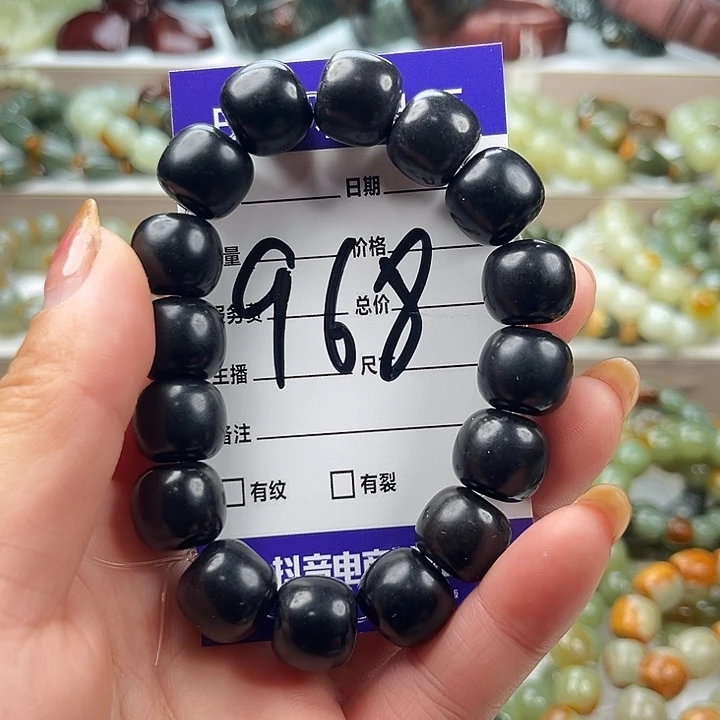 日期
量 价格
968
服务费 总价
主播 尺
备注
有纹 有裂
抖音电商